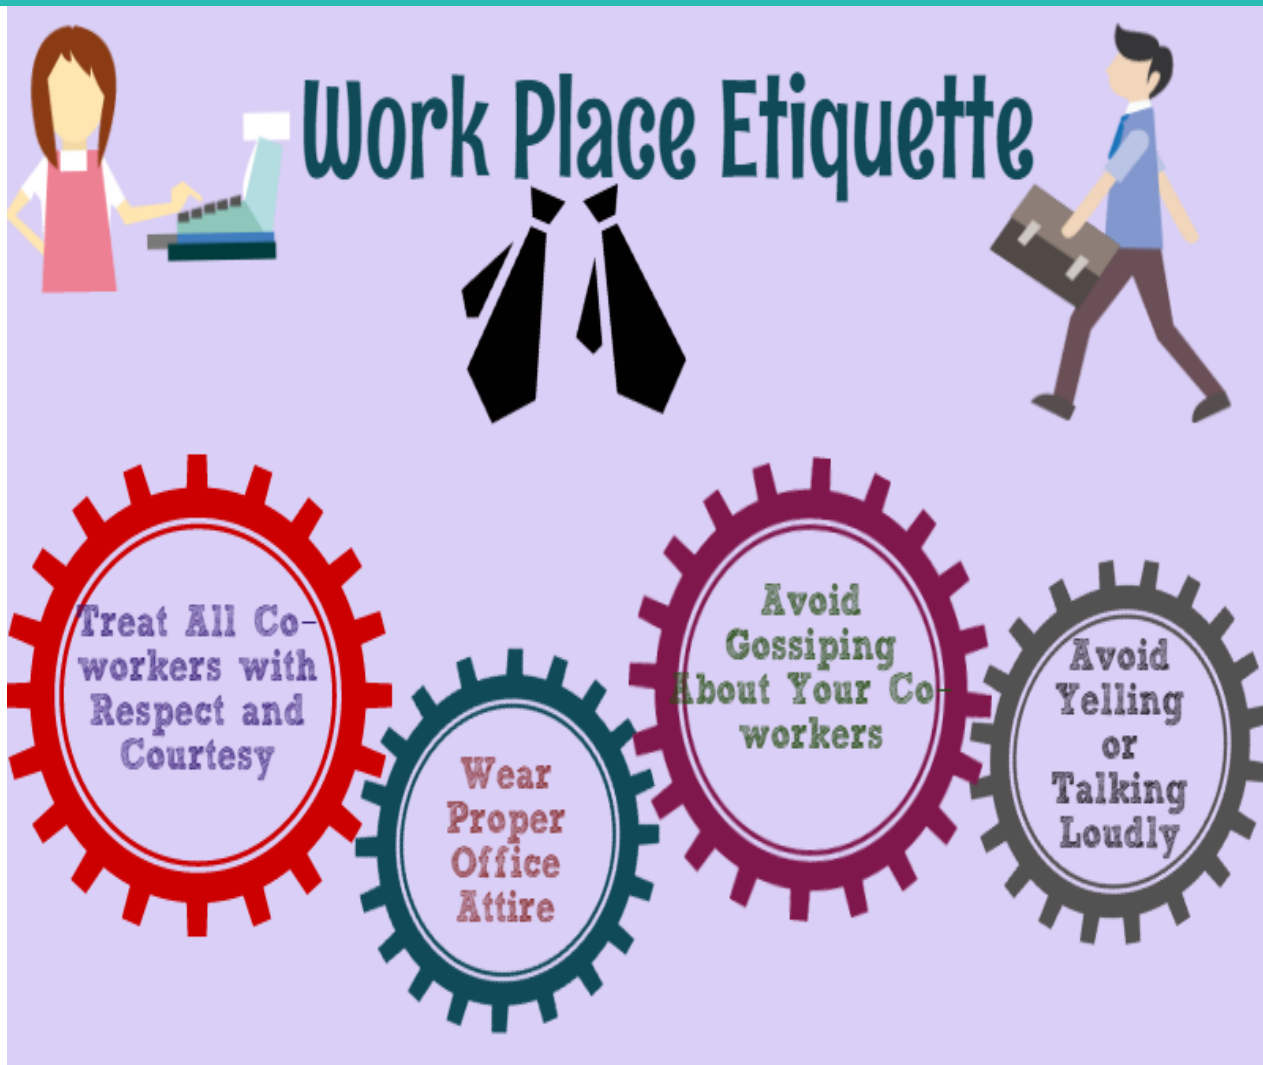 Work Place Etiquette
Treat All Co-
workers with
Respect and
Courtesy
Wear
Proper
Office
Attire
Avoid
Gossiping
About Your Co-
workers
Avoid
Yelling
or
Talking
Loudly